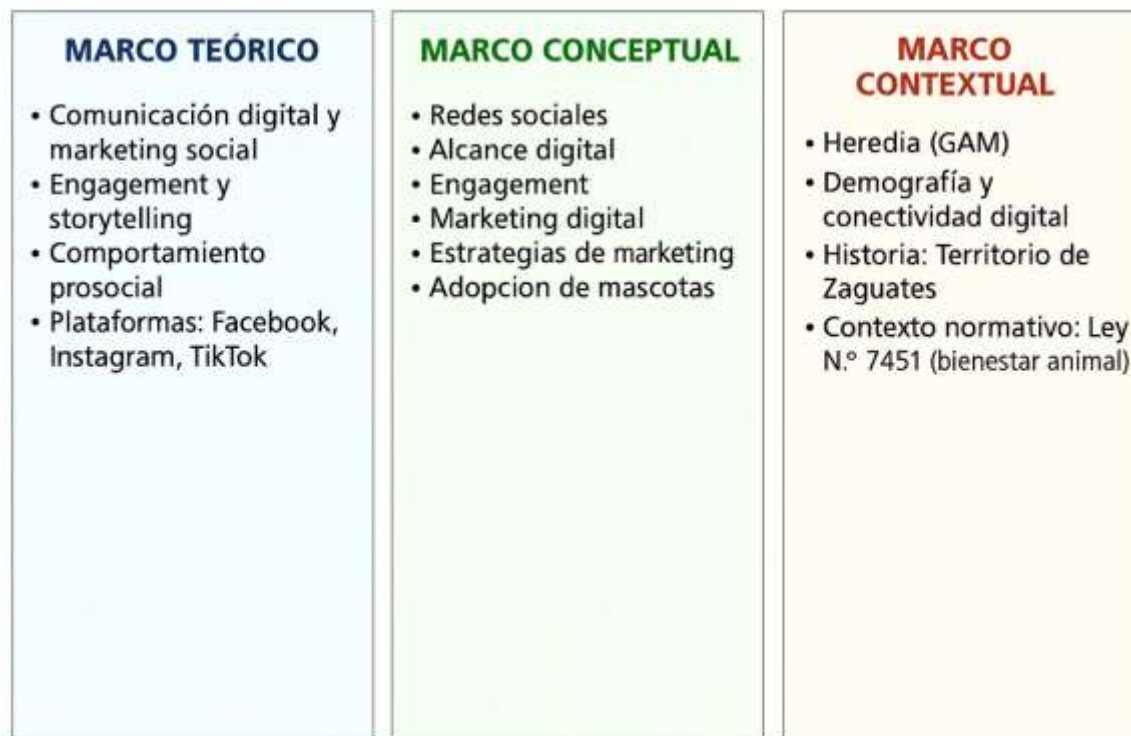 MARCO TEÓRICO
• Comunicación digital y
marketing social
• Engagement y
storytelling
• Comportamiento
prosocial
• Plataformas: Facebook,
Instagram, TikTok
MARCO CONCEPTUAL
• Redes sociales
• Alcance digital
• Engagement
• Marketing digital
• Estrategias de marketing
• Adopcion de mascotas
MARCO
CONTEXTUAL
• Heredia (GAM)
• Demografía y
conectividad digital
• Historia: Territorio de
Zaguates
• Contexto normativo: Ley
N.º 7451 (bienestar animal)